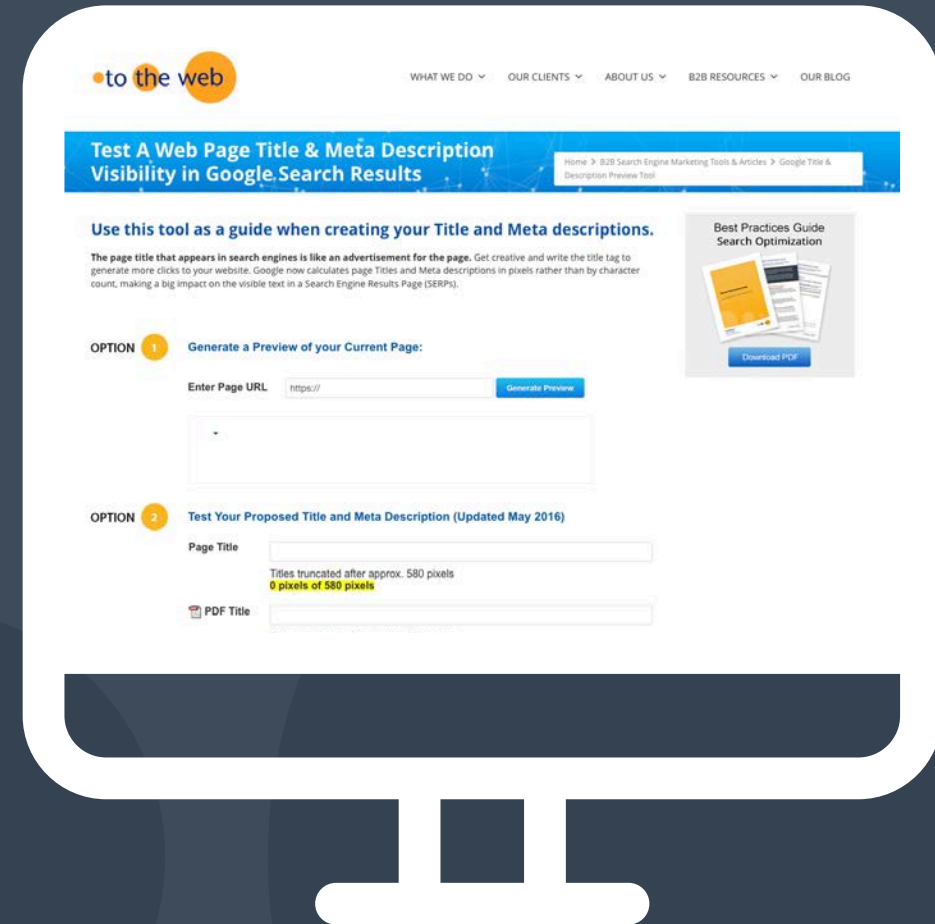 to the web
WHAT WE DO OUR CLIENTS ABOUT US B2B RESOURCES OUR BLOG
Test A Web Page Title & Meta Description
Visibility in Google Search Results
Home > B2B Search Engine Marketing Tools & Articles > Google Title &
Description Preview Tool
Use this tool as a guide when creating your Title and Meta descriptions.
The page title that appears in search engines is like an advertisement for the page. Get creative and write the title tag to
generate more clicks to your website. Google now calculates page Titles and Meta descriptions in pixels rather than by character
count, making a big impact on the visible text in a Search Engine Results Page (SERPs).
Best Practices Guide
Search Optimization
Download PDF
OPTION 1 Generate a Preview of your Current Page:
Enter Page URL https:// Generate Preview
OPTION 2 Test Your Proposed Title and Meta Description (Updated May 2016)
Page Title
Titles truncated after approx. 580 pixels
0 pixels of 580 pixels
PDF Title